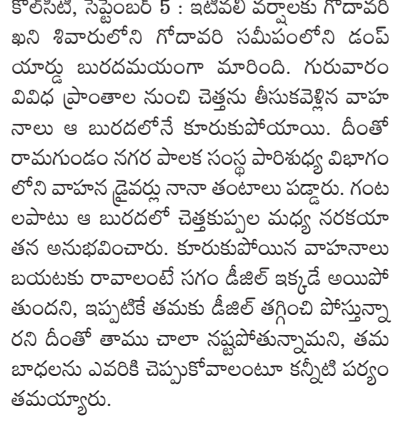 కోల్‌సిటీ, సెప్టెంబర్ 5 : ఇటీవలి వర్షాలకు గోదావరి
ఖని శివారులోని గోదావరి సమీపంలోని డంప్
యార్డు బురదమయంగా మారింది. గురువారం
వివిధ ప్రాంతాల నుంచి చెత్తను తీసుకవెళ్లిన వాహ
నాలు ఆ బురదలోనే కూరుకుపోయాయి. దీంతో
రామగుండం నగర పాలక సంస్థ పారిశుధ్య విభాగం
లోని వాహన డ్రైవర్లు నానా తంటాలు పడ్డారు. గంట
లపాటు ఆ బురదలో చెత్తకుప్పల మధ్య నరకయా
తన అనుభవించారు. కూరుకుపోయిన వాహనాలు
బయటకు రావాలంటే సగం డీజిల్ ఇక్కడే అయిపో
తుందని, ఇప్పటికే తమకు డీజిల్ తగ్గించి పోస్తున్నా
రని దీంతో తాము చాలా నష్టపోతున్నామని, తమ
బాధలను ఎవరికి చెప్పుకోవాలంటూ కన్నీటి పర్యం
తమయ్యారు.